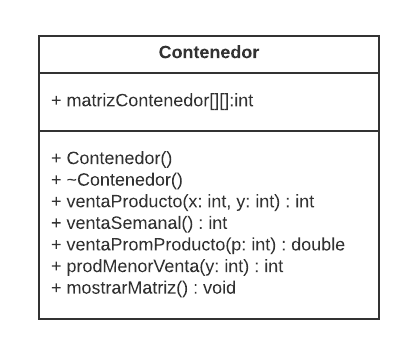 Contenedor
+ matrizContenedor[][]:int
+ Contenedor()
+ ~Contenedor()
+ ventaProducto(x: int, y: int) : int
+ ventaSemanal() : int
+ ventaPromProducto(p: int) : double
+ prodMenorVenta(y: int) : int
+ mostrarMatriz() : void